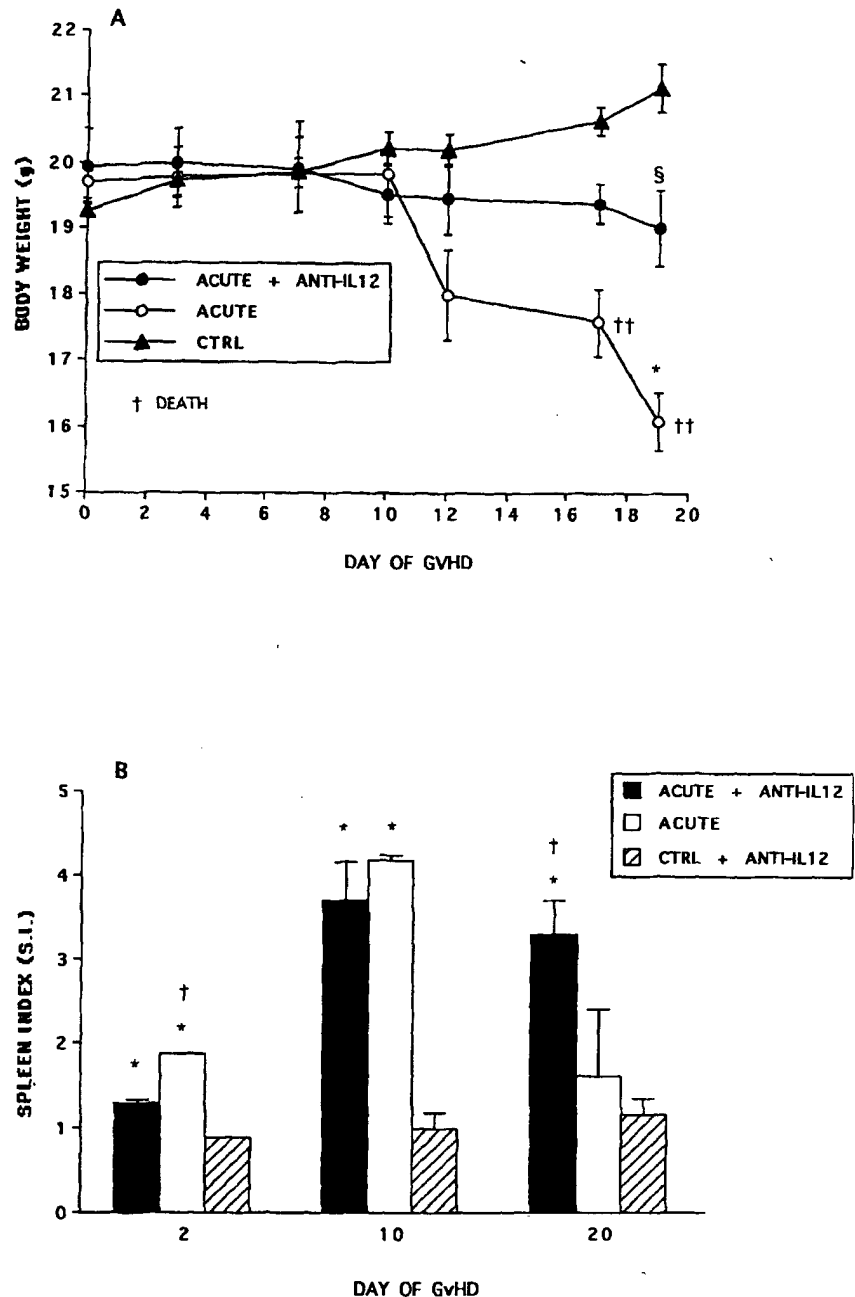 A
22
21
20
19
18
17
16
15
BODY WEIGHT (g)
§
ACUTE + ANTI-IL12
ACUTE
CTRL
† DEATH
††
*
††
0 2 4 6 8 10 12 14 16 18 20
DAY OF GVHD
B
5
4
3
2
1
0
SPLEEN INDEX (S.I.)
ACUTE + ANTI-IL12
ACUTE
CTRL + ANTI-IL12
* * †
*
†
* *
2 10 20
DAY OF GvHD